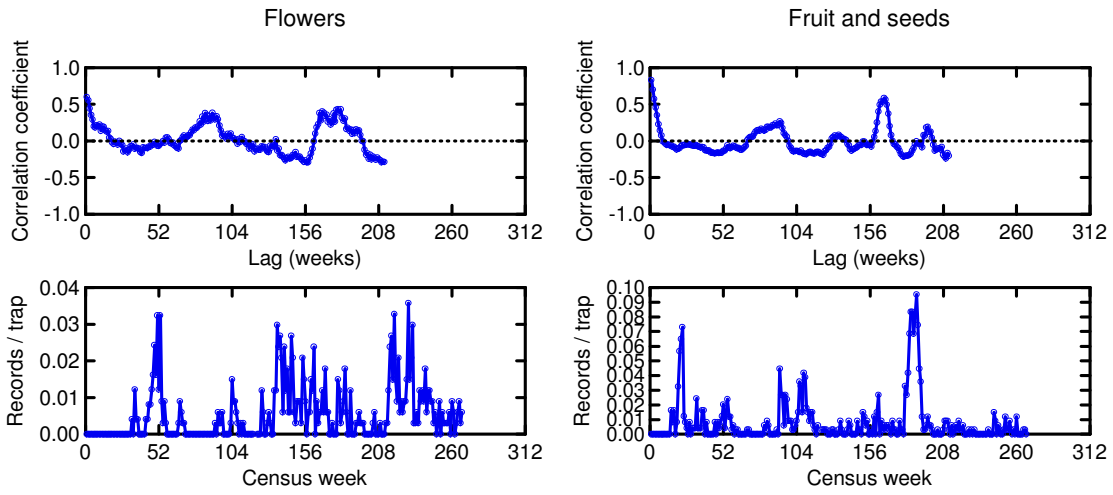 Flowers
Fruit and seeds
Correlation coefficient
1.0
0.5
0.0
-0.5
-1.0
0 52 104 156 208 260 312
Lag (weeks)
Correlation coefficient
1.0
0.5
0.0
-0.5
-1.0
0 52 104 156 208 260 312
Lag (weeks)
Records / trap
0.04
0.03
0.02
0.01
0.00
0 52 104 156 208 260 312
Census week
Records / trap
0.10
0.09
0.08
0.07
0.06
0.05
0.04
0.03
0.02
0.01
0.00
0 52 104 156 208 260 312
Census week